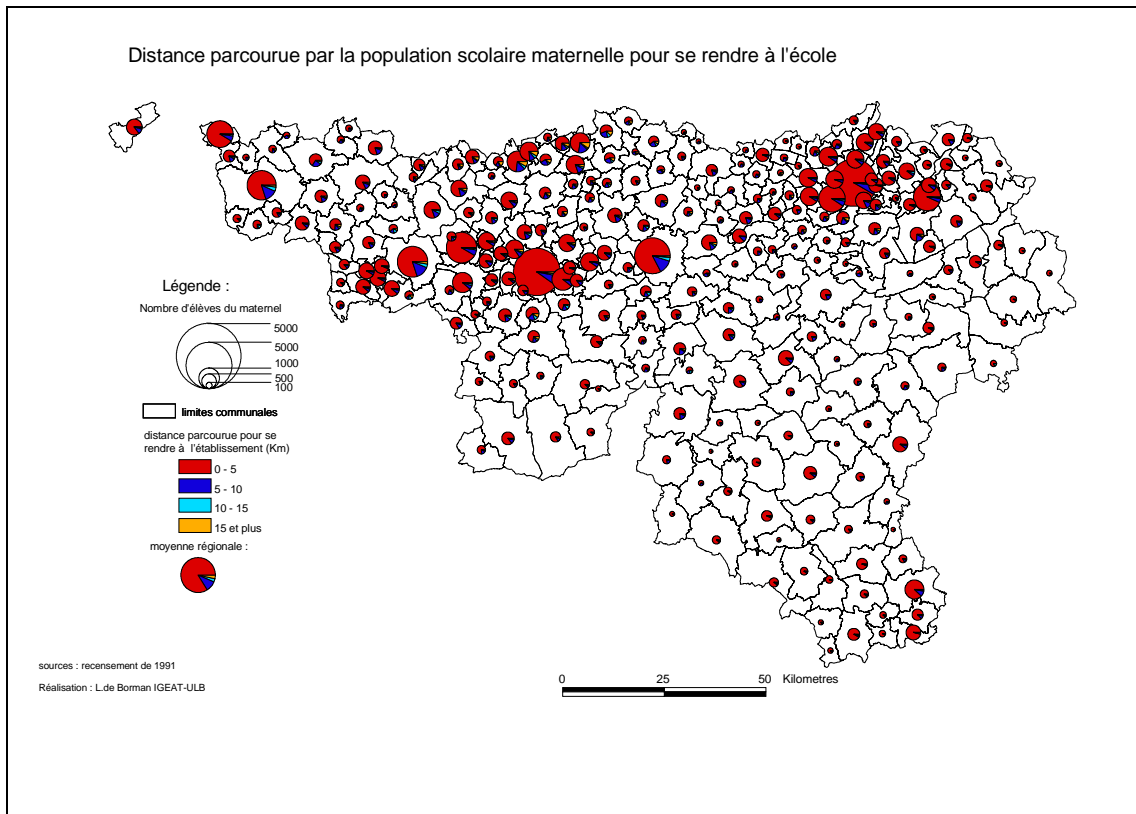 Distance parcourue par la population scolaire maternelle pour se rendre à l'école
Légende :
Nombre d'élèves du maternel
5000
5000
1000
500
100
limites communales
distance parcourue pour se
rendre à l'établissement (Km)
0 - 5
5 - 10
10 - 15
15 et plus
moyenne régionale :
sources : recensement de 1991
Réalisation : L.de Borman IGEAT-ULB
0 25 50 Kilometres